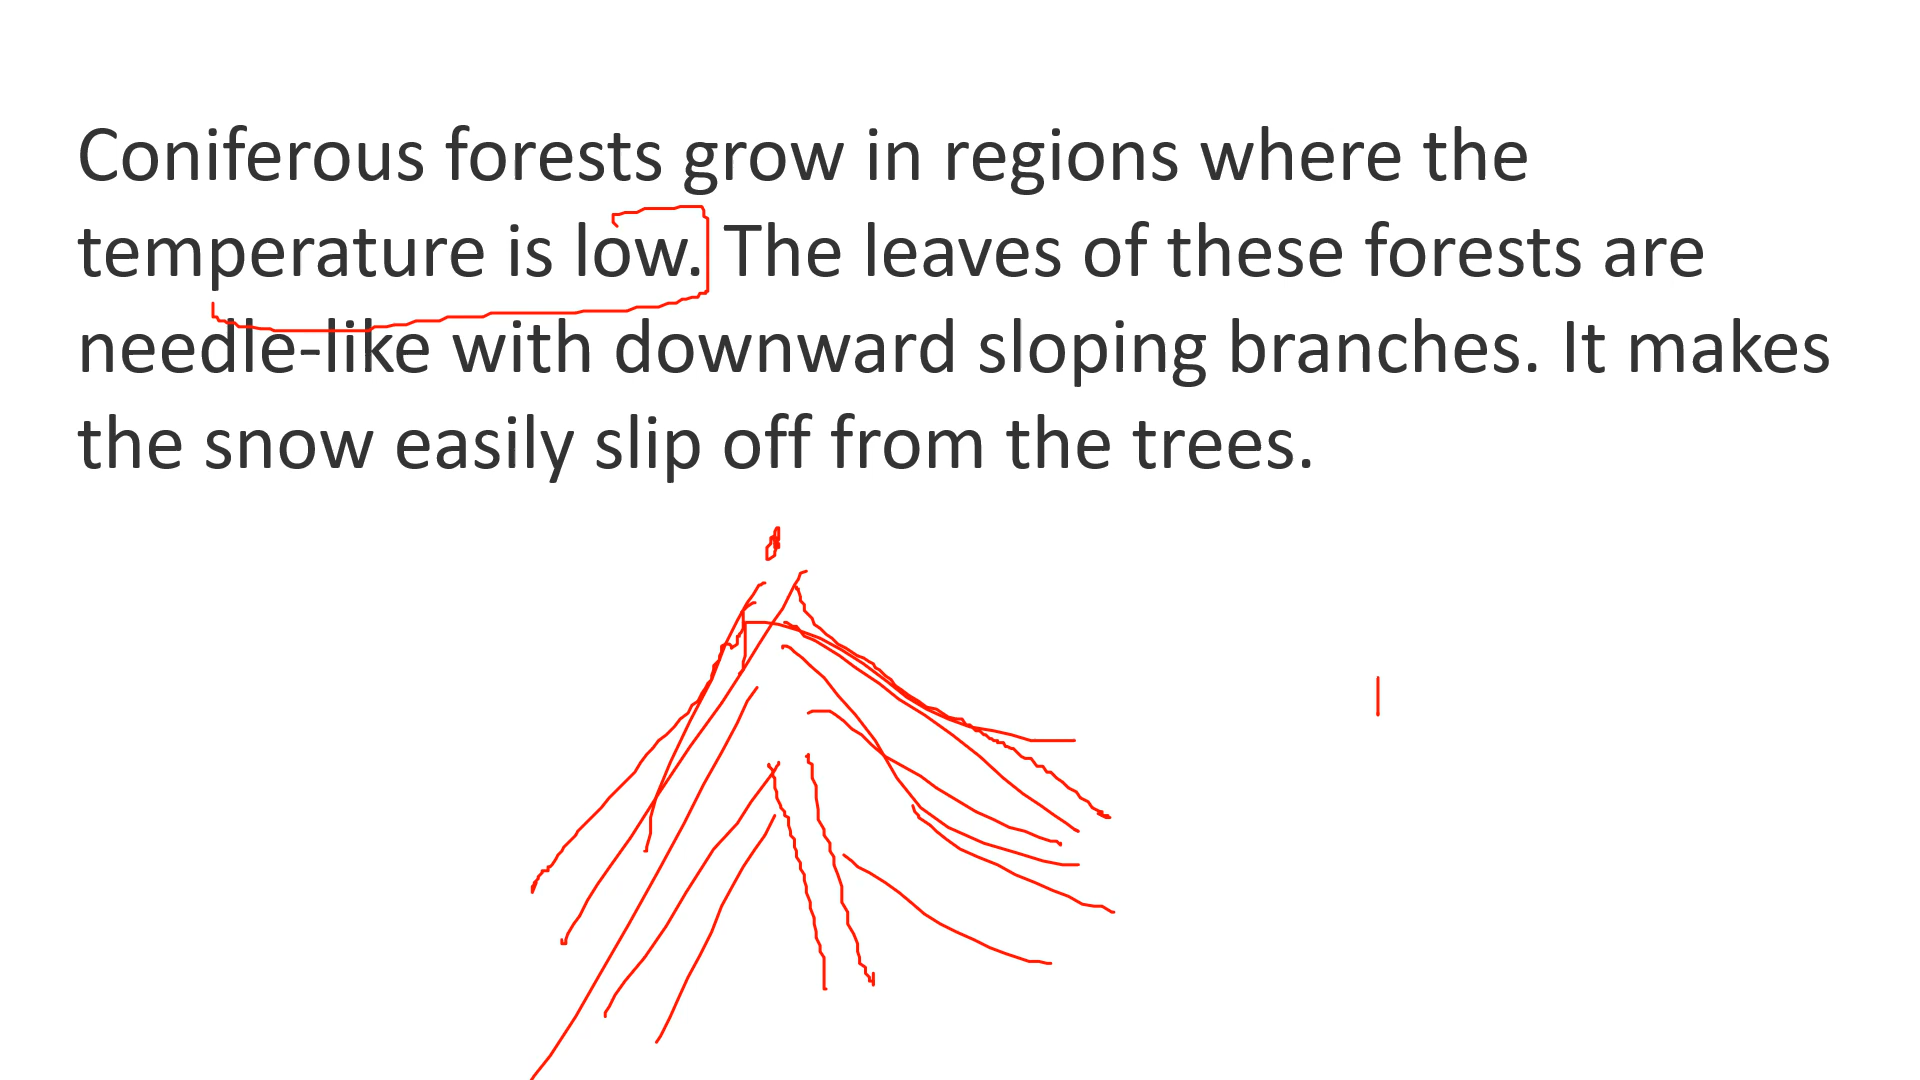 Coniferous forests grow in regions where the
temperature is low. The leaves of these forests are
needle-like with downward sloping branches. It makes
the snow easily slip off from the trees.